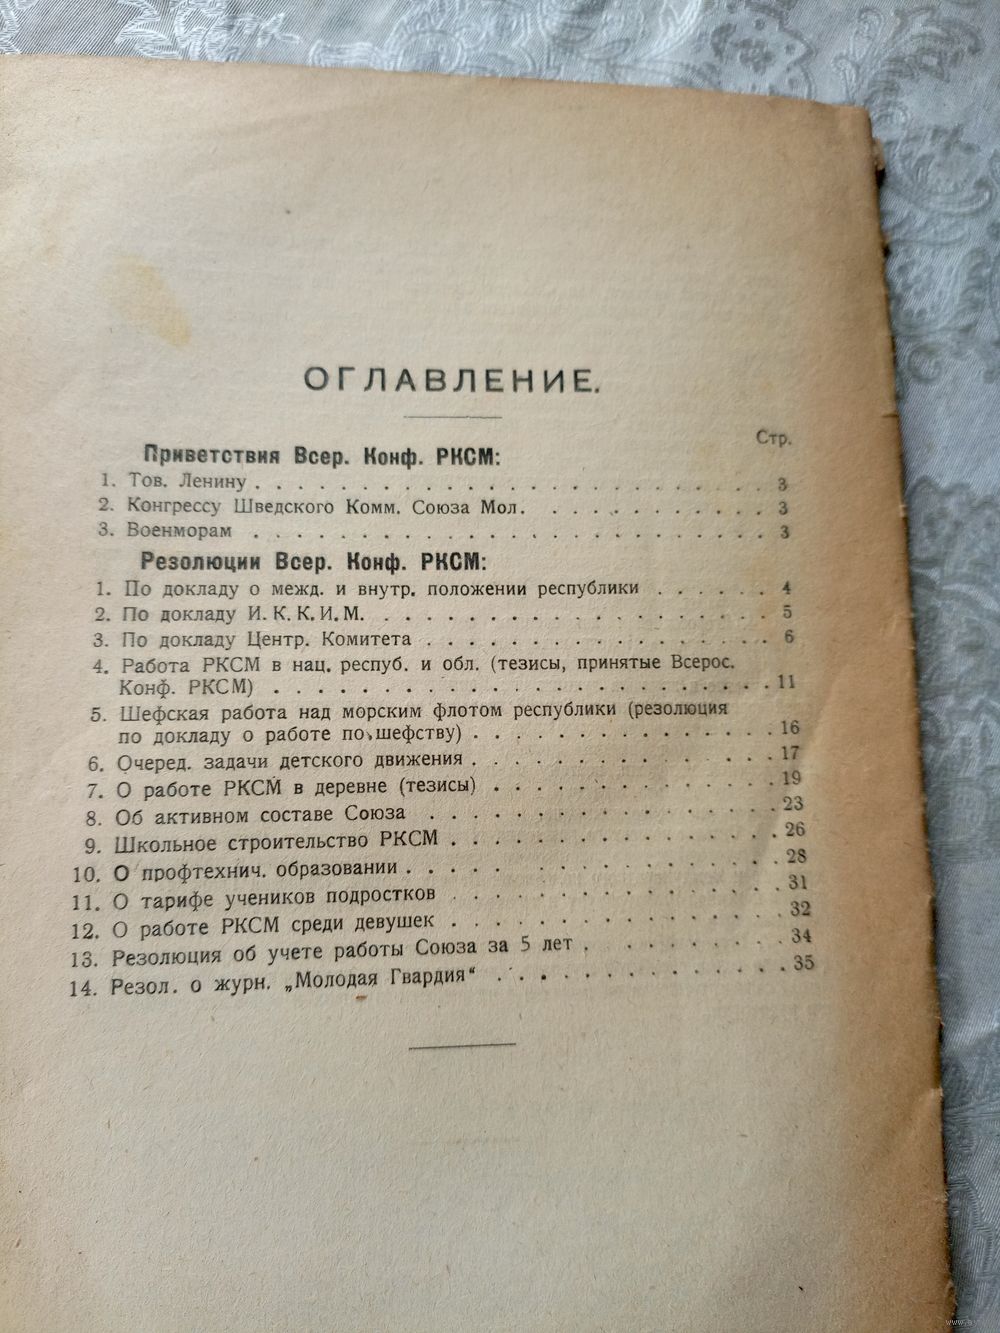 ОГЛАВЛЕНИЕ.
Стр.
Приветствия Всер. Конф. РКСМ:
1. Тов. Ленину . . . . . . . . . . . . . . . . . . . 3
2. Конгрессу Шведского Комм. Союза Мол. . . . . . . . . . 3
3. Военморам . . . . . . . . . . . . . . . . . . . 3
Резолюции Всер. Конф. РКСМ:
1. По докладу о межд. и внутр. положении республики . . . . . . 4
2. По докладу И. К. К. И. М. . . . . . . . . . . . . . . . 5
3. По докладу Центр. Комитета . . . . . . . . . . . . . . 6
4. Работа РКСМ в нац. респуб. и обл. (тезисы, принятые Всерос.
Конф. РКСМ) . . . . . . . . . . . . . . . . . . 11
5. Шефская работа над морским флотом республики (резолюция
по докладу о работе по шефству) . . . . . . . . . . . . 16
6. Очеред. задачи детского движения . . . . . . . . . . . . 17
7. О работе РКСМ в деревне (тезисы) . . . . . . . . . . . . 19
8. Об активном составе Союза . . . . . . . . . . . . . . 23
9. Школьное строительство РКСМ . . . . . . . . . . . . . 26
10. О профтехнич. образовании . . . . . . . . . . . . . . 28
11. О тарифе учеников подростков . . . . . . . . . . . . . 31
12. О работе РКСМ среди девушек . . . . . . . . . . . . . 32
13. Резолюция об учете работы Союза за 5 лет . . . . . . . . 34
14. Резол. о журн. „Молодая Гвардия“ . . . . . . . . . . . . 35